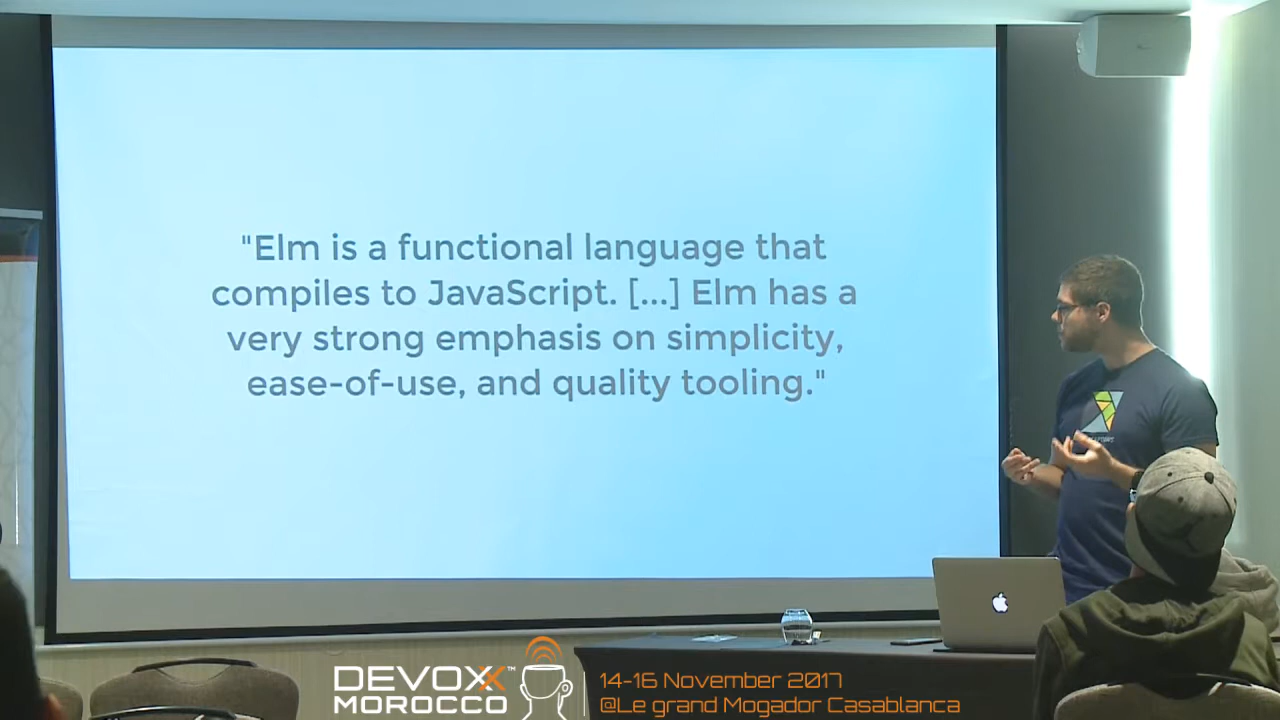 "Elm is a functional language that
compiles to JavaScript. [...] Elm has a
very strong emphasis on simplicity,
ease-of-use, and quality tooling."
DEVOXX™
MOROCCO
14-16 November 2017
@Le grand Mogador Casablanca